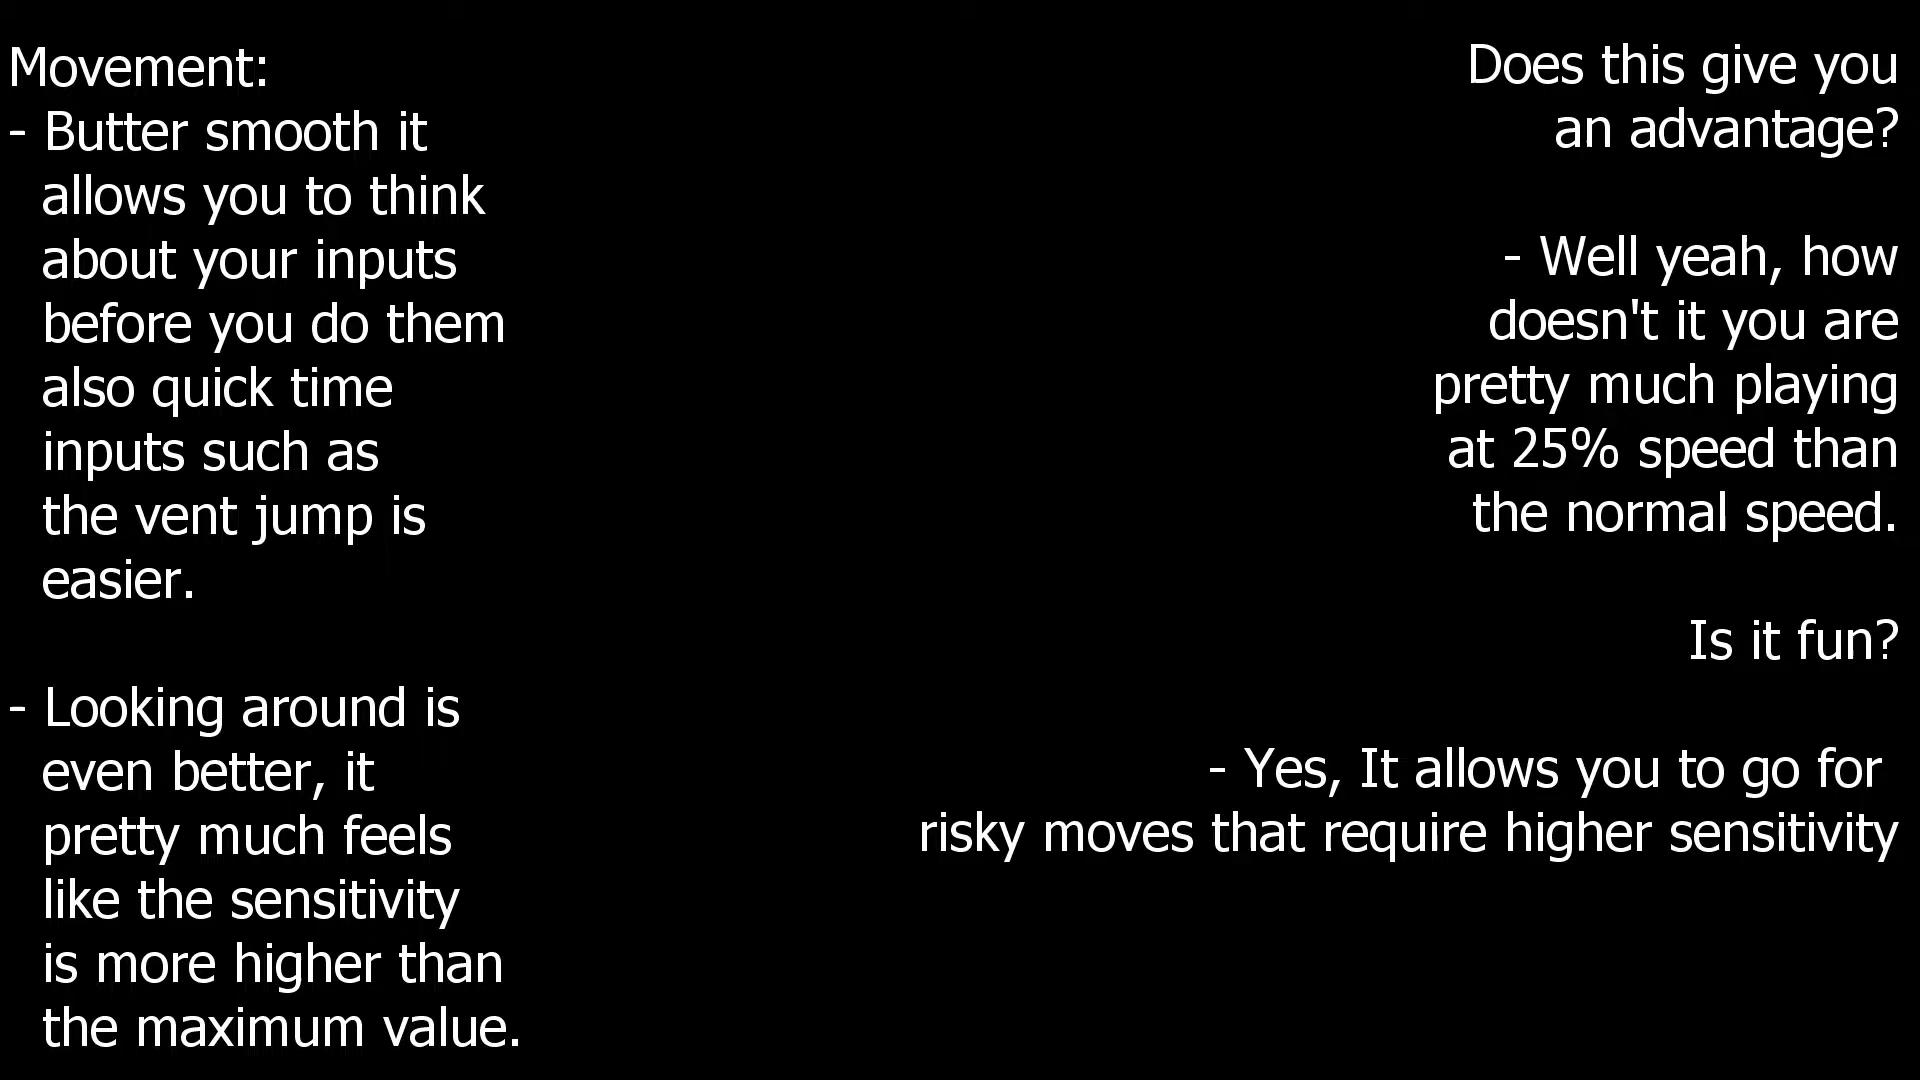 Movement:
- Butter smooth it
allows you to think
about your inputs
before you do them
also quick time
inputs such as
the vent jump is
easier.
- Looking around is
even better, it
pretty much feels
like the sensitivity
is more higher than
the maximum value.
Does this give you
an advantage?
- Well yeah, how
doesn't it you are
pretty much playing
at 25% speed than
the normal speed.
Is it fun?
- Yes, It allows you to go for
risky moves that require higher sensitivity